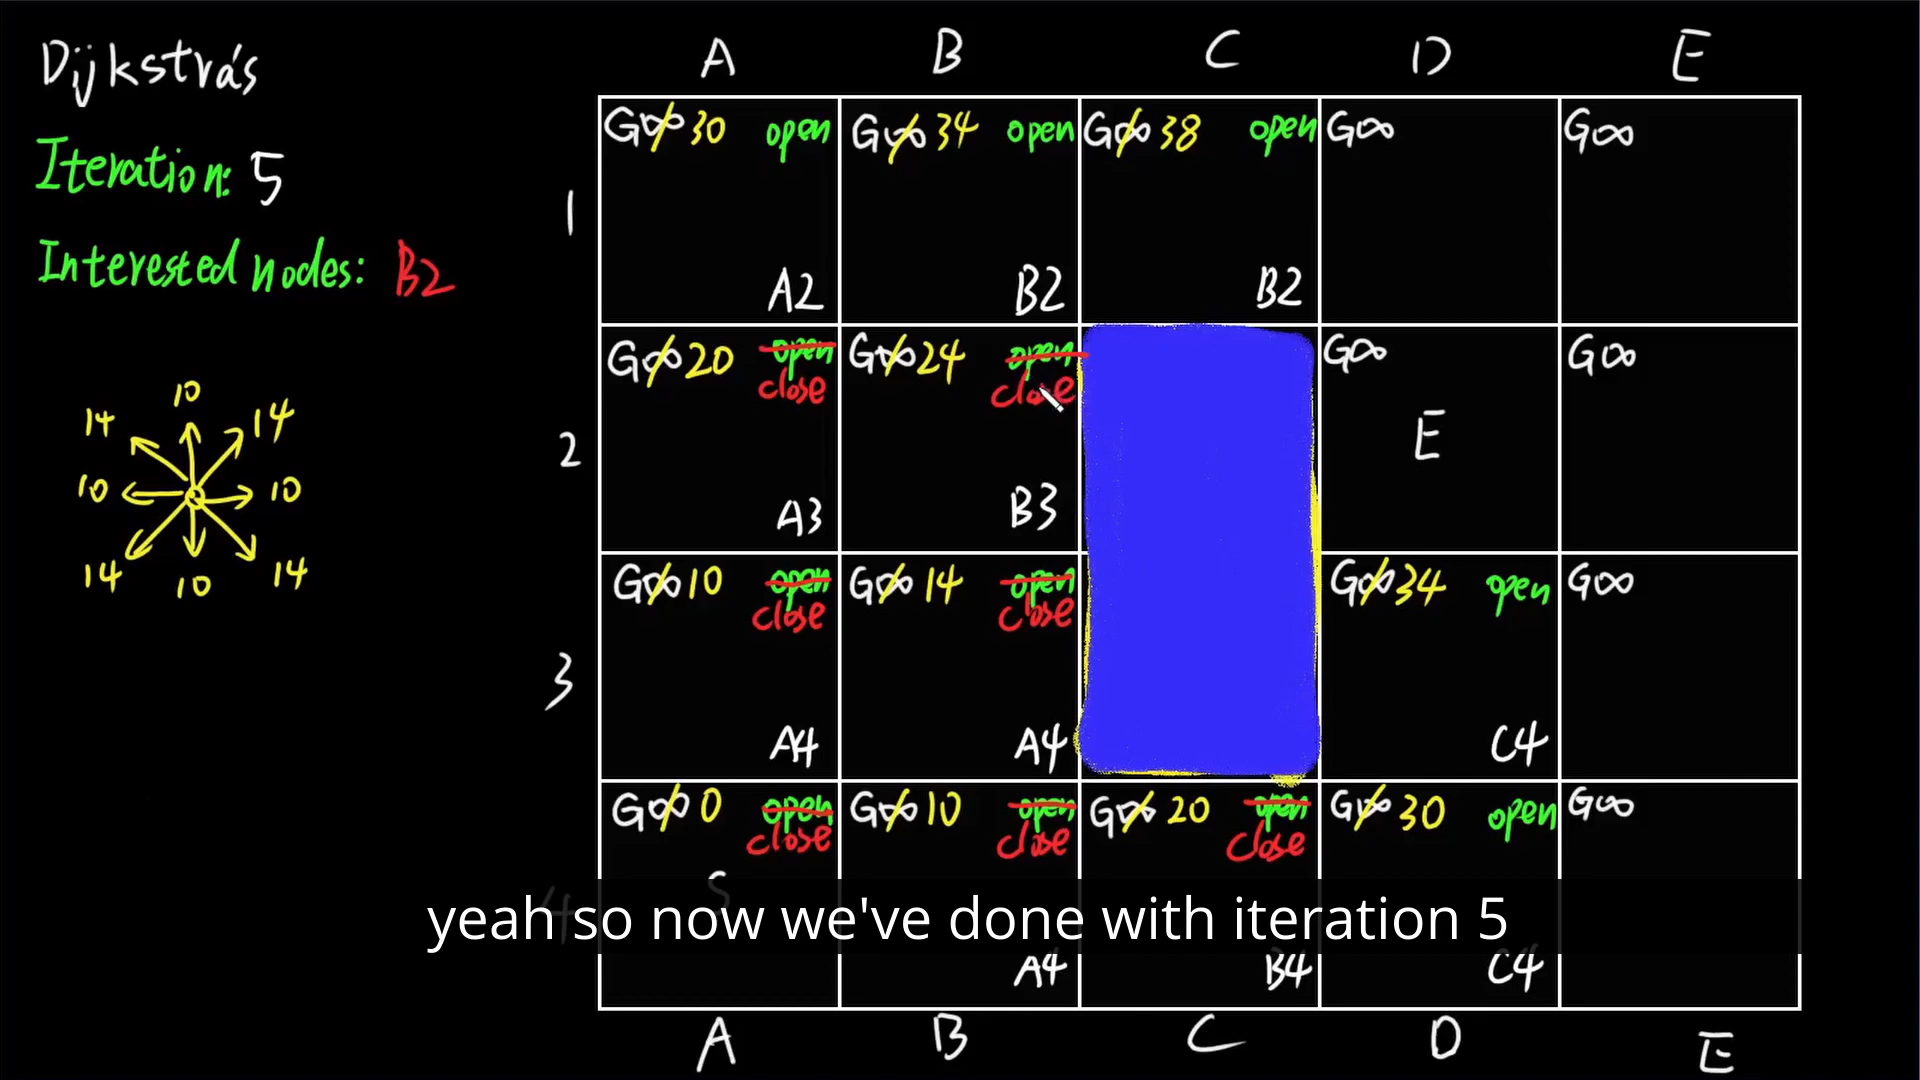 Dijkstra's
Iteration: 5
Interested nodes: B2
10
14 14
10 10
14 14
10
A B C D E
1
G∞ 30 open G∞ 34 open G∞ 38 open G∞ G∞
A2 B2 B2
2
G∞ 20 open G∞ 24 open G∞ G∞
close close
E
A3 B3
3
G∞ 10 open G∞ 14 open G∞ 34 open G∞
close close
A4 A4 C4
G∞ 0 open G∞ 10 open G∞ 20 open G∞ 30 open G∞
close close close
4 S
yeah so now we've done with iteration 5
A4 B4 C4
A B C D E